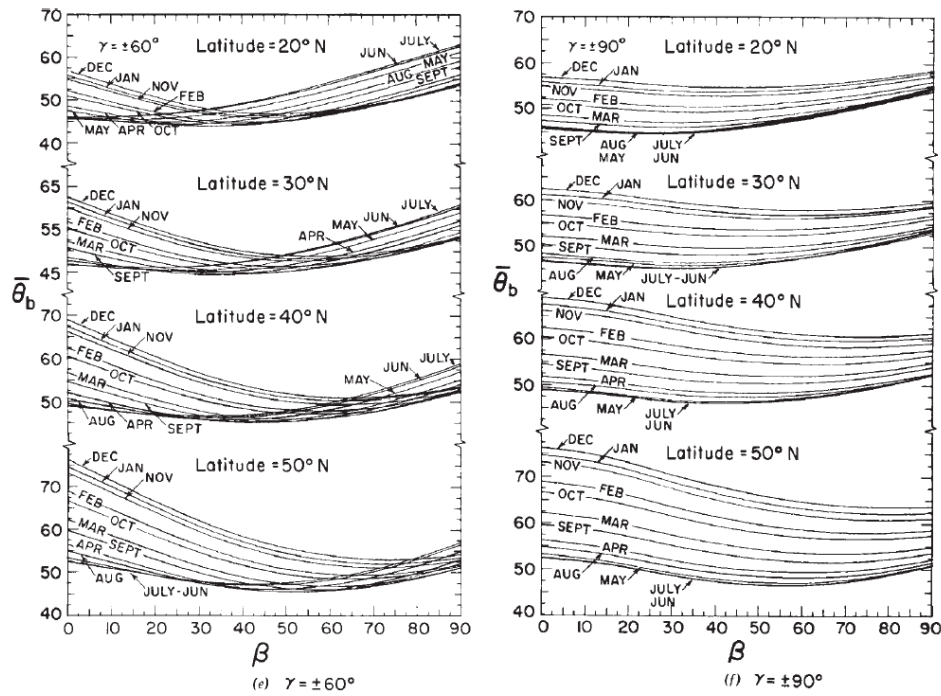 70
γ = ±60°
Latitude = 20° N
JULY
JUN
60
DEC
JAN
NOV
FEB
AUG
MAY
SEPT
50
MAY
APR
OCT
40
65
Latitude = 30° N
DEC
JAN
NOV
JULY
JUN
MAY
APR
55
FEB
OCT
MAR
SEPT
45
θ̄b
70
DEC
JAN
NOV
Latitude = 40° N
JULY
JUN
MAY
60
FEB
OCT
MAR
50
AUG
APR
SEPT
DEC
JAN
NOV
Latitude = 50° N
70
FEB
OCT
60
MAR
SEPT
APR
AUG
50
JULY-JUN
40
0 10 20 30 40 50 60 70 80 90
β
(e) γ = ±60°
70
γ = ±90°
Latitude = 20° N
60
DEC
JAN
NOV
FEB
OCT
MAR
50
SEPT
AUG
MAY
JULY
JUN
Latitude = 30° N
DEC
JAN
60
NOV
FEB
OCT
MAR
50
SEPT
AUG
MAY
JULY-JUN
θ̄b
Latitude = 40° N
DEC
JAN
70
NOV
OCT
FEB
60
MAR
SEPT
APR
50
AUG
MAY
JULY
JUN
Latitude = 50° N
DEC
JAN
NOV
70
OCT
FEB
60
SEPT
MAR
APR
AUG
50
MAY
JULY
JUN
40
0 10 20 30 40 50 60 70 80 90
β
(f) γ = ±90°